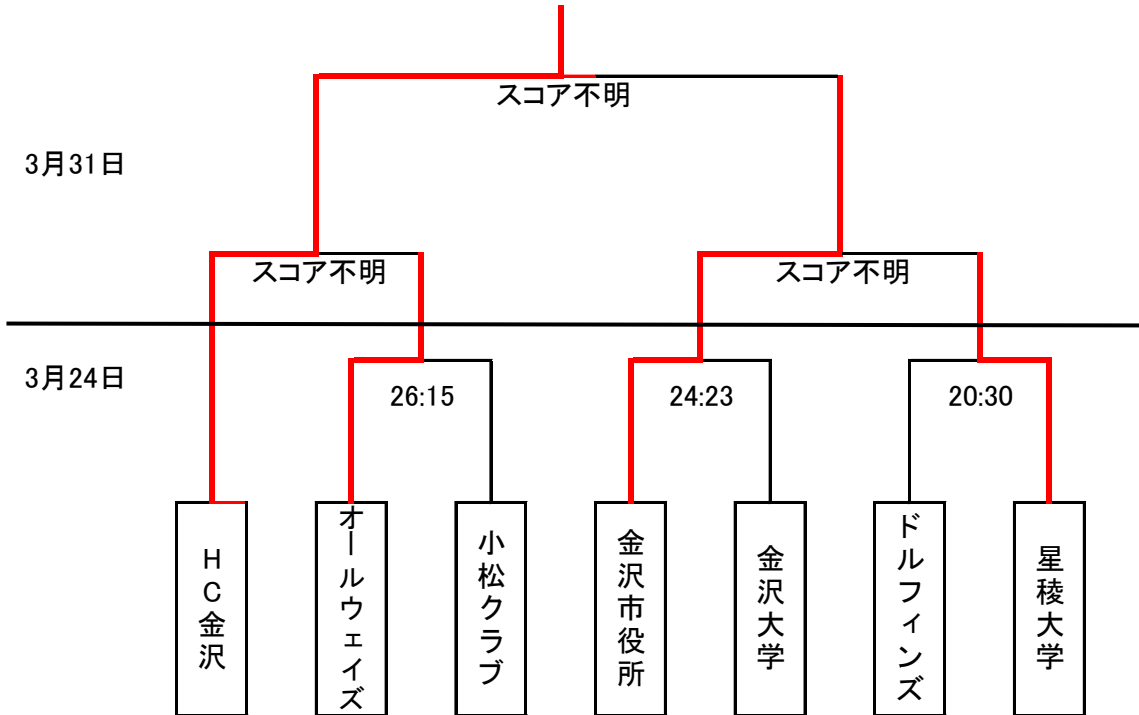 スコア不明
3月31日
スコア不明
スコア不明
3月24日
26:15
24:23
20:30
HC金沢
オールウェイズ
小松クラブ
金沢市役所
金沢大学
ドルフィンズ
星稜大学